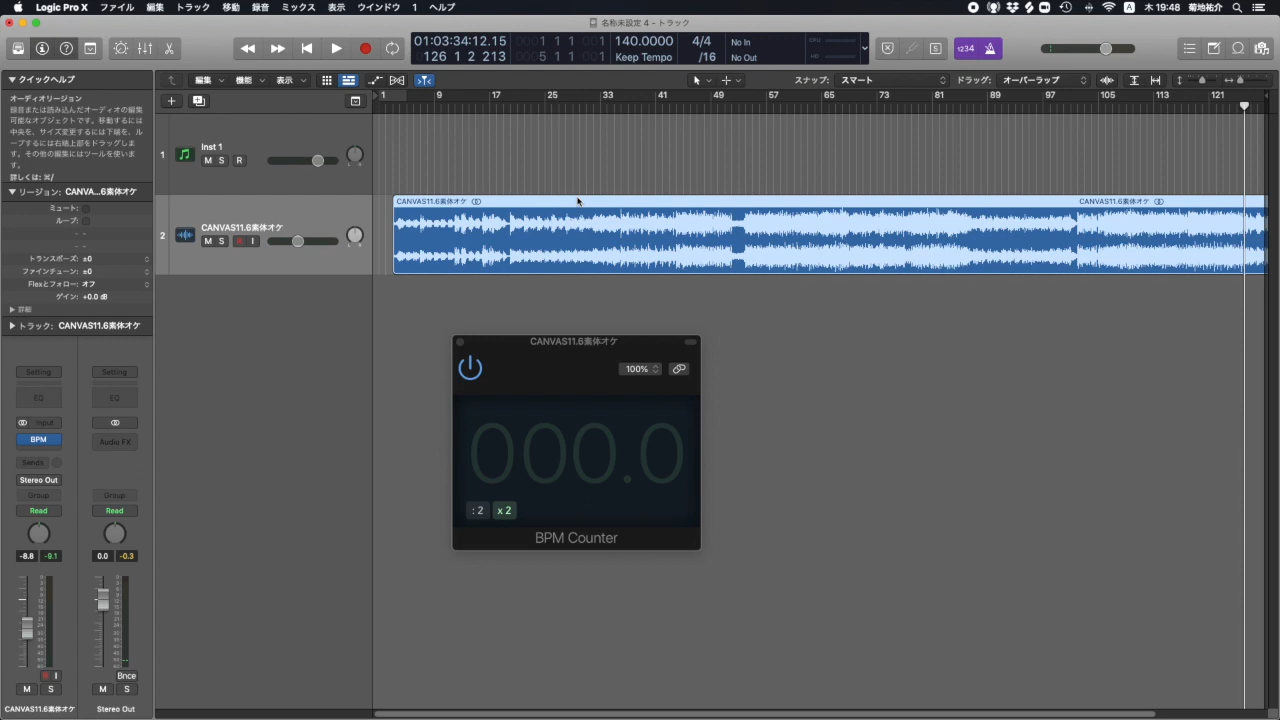 Logic Pro X ファイル 編集 トラック 移動 録音 ミックス 表示 ウインドウ 1 ヘルプ
A 木 19:48 菊地祐介
名称未設定 4 - トラック
01:03:34:12.15
126 1 2 213
1 1 1
5 1 1 1
140.0000
Keep Tempo
4/4
/16
No In
No Out
CPU
HD
1234
S
クイックヘルプ
オーディオリージョン
録音または読み込んだオーディオの編集
可能なオブジェクトです。移動するには
中央を、サイズ変更するには下端を、ル
ープするには右端上部をドラッグしま
す。その他の編集にはツールを使いま
す。
詳しくは: ⌘/
リージョン: CANVA...6素体オケ
ミュート:
ループ:
トランスポーズ: ±0
ファインチューン: ±0
Flexとフォロー: オフ
ゲイン: +0.0 dB
詳細
トラック: CANVAS11.6素体オケ
編集 機能 表示
スナップ: スマート
ドラッグ: オーバーラップ
1 9 17 25 33 41 49 57 65 73 81 89 97 105 113 121
1
Inst 1
M S R
L R
2
CANVAS11.6素体オケ
M S R I
CANVAS11.6素体オケ
CANVAS11.6素体オケ
CANVAS11.6素体オケ
100%
000.0
: 2 x 2
BPM Counter
Setting Setting
EQ EQ
Input
BPM Audio FX
Sends
Stereo Out
Group Group
Read Read
-8.8 -9.1 0.0 -0.3
R I Bnce
M S M S
CANVAS11.6素体オケ Stereo Out